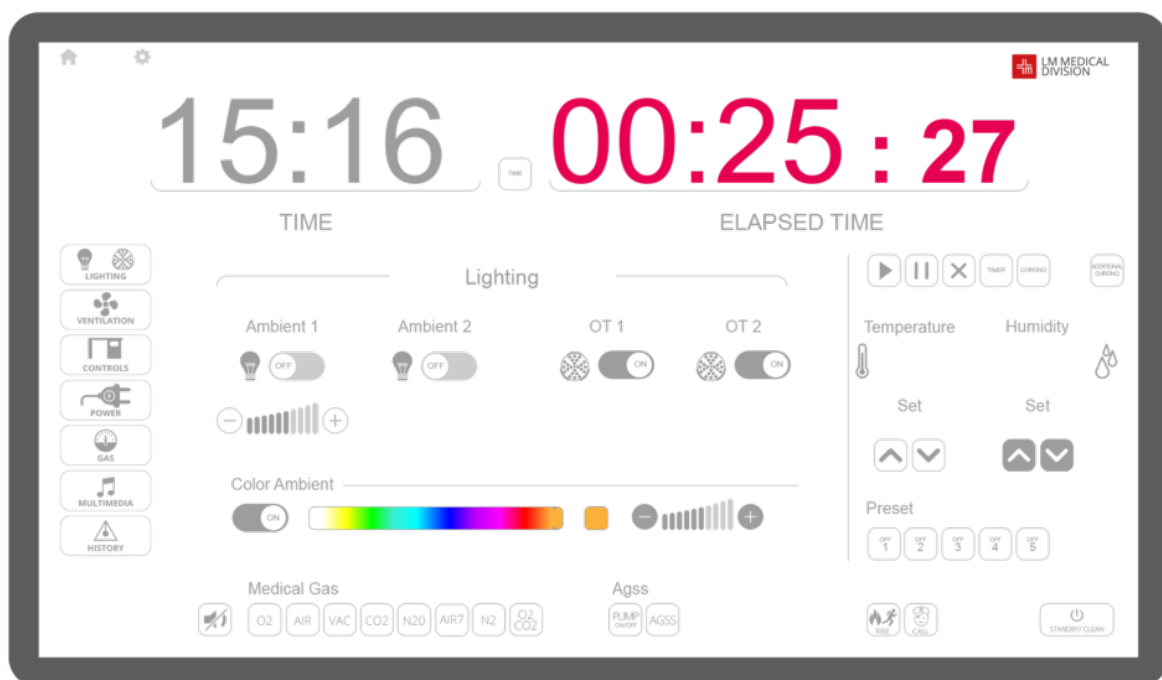 LM MEDICAL
DIVISION
15:16
TIME
00:25 : 27
TIME
ELAPSED TIME
LIGHTING
VENTILATION
CONTROLS
POWER
GAS
MULTIMEDIA
HISTORY
Lighting
Ambient 1
Ambient 2
OT 1
OT 2
OFF
OFF
ON
ON
Color Ambient
ON
TIMER
CHRONO
ADDITIONAL
CHRONO
Temperature
Humidity
Set
Set
Preset
OFF
1
OFF
2
OFF
3
OFF
4
OFF
5
Medical Gas
O2
AIR
VAC
CO2
N20
AIR7
N2
O2
CO2
Agss
PUMP
ON/OFF
AGSS
FIRE
CALL
STANDBY/ CLEAN